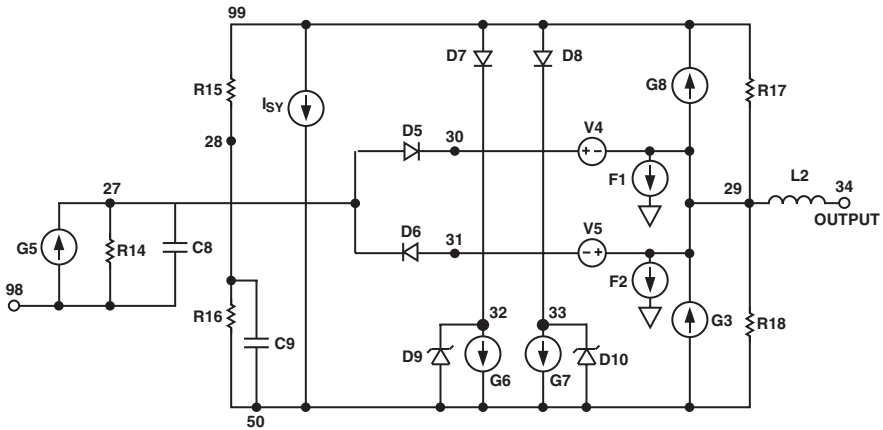 99
D7
D8
R15
ISY
G8
R17
28
D5
30
V4
+ -
F1
27
29
L2
34
OUTPUT
G5
R14
C8
D6
31
V5
- +
F2
98
R16
C9
32
33
G3
R18
D9
G6
G7
D10
50